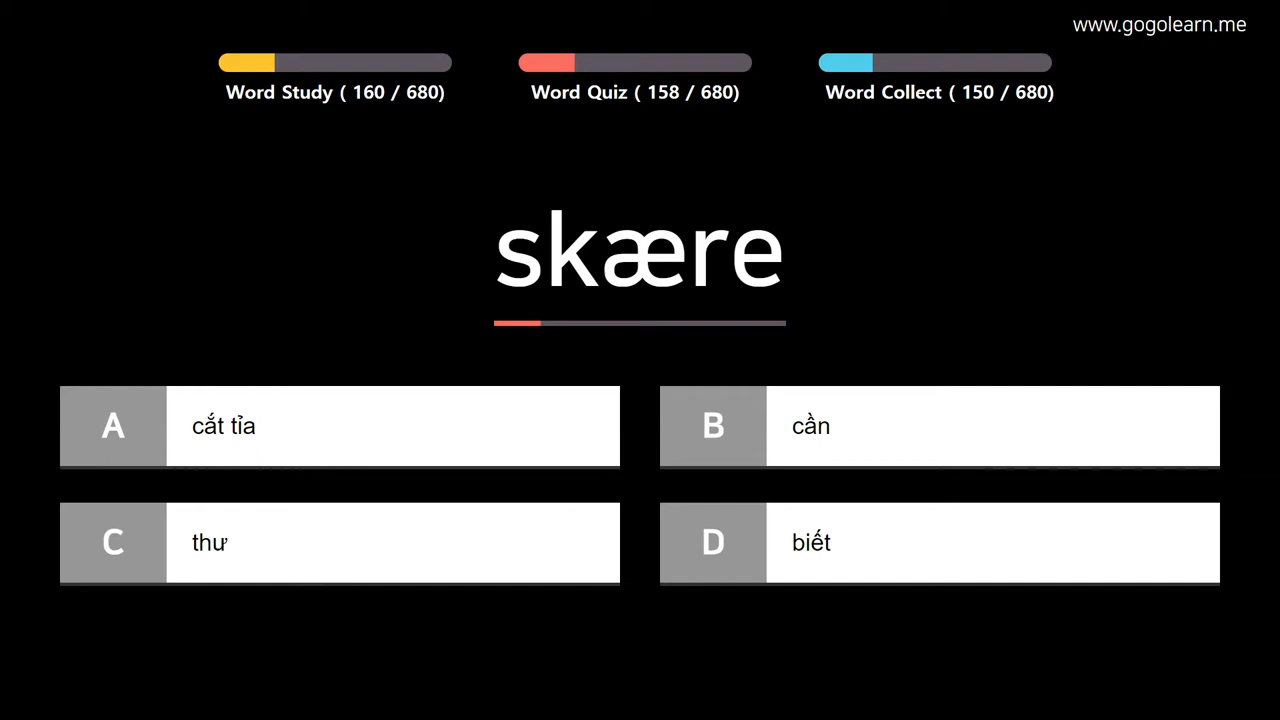 www.gogolearn.me
Word Study ( 160 / 680)
Word Quiz ( 158 / 680)
Word Collect ( 150 / 680)
skære
A cắt tỉa
B cần
C thư
D biết